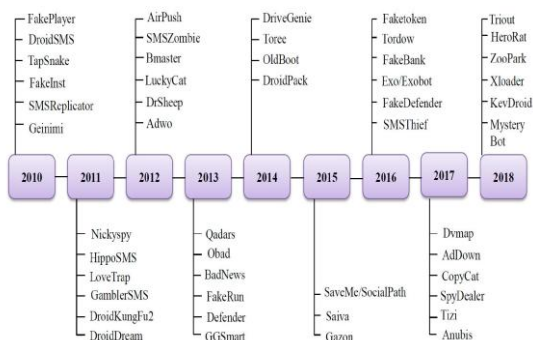 FakePlayer
DroidSMS
TapSnake
FakeInst
SMSReplicator
Geinimi
AirPush
SMSZombie
Bmaster
LuckyCat
DrSheep
Adwo
DriveGenie
Toree
OldBoot
DroidPack
Faketoken
Tordow
FakeBank
Exo/Exobot
FakeDefender
SMSThief
Triout
HeroRat
ZooPark
Xloader
KevDroid
Mystery
Bot
2010
2011
2012
2013
2014
2015
2016
2017
2018
Nickyspy
HippoSMS
LoveTrap
GamblerSMS
DroidKungFu2
DroidDream
Qadars
Obad
BadNews
FakeRun
Defender
GGSmart
SaveMe/SocialPath
Saiva
Gazon
Dvmap
AdDown
CopyCat
SpyDealer
Tizi
Anubis